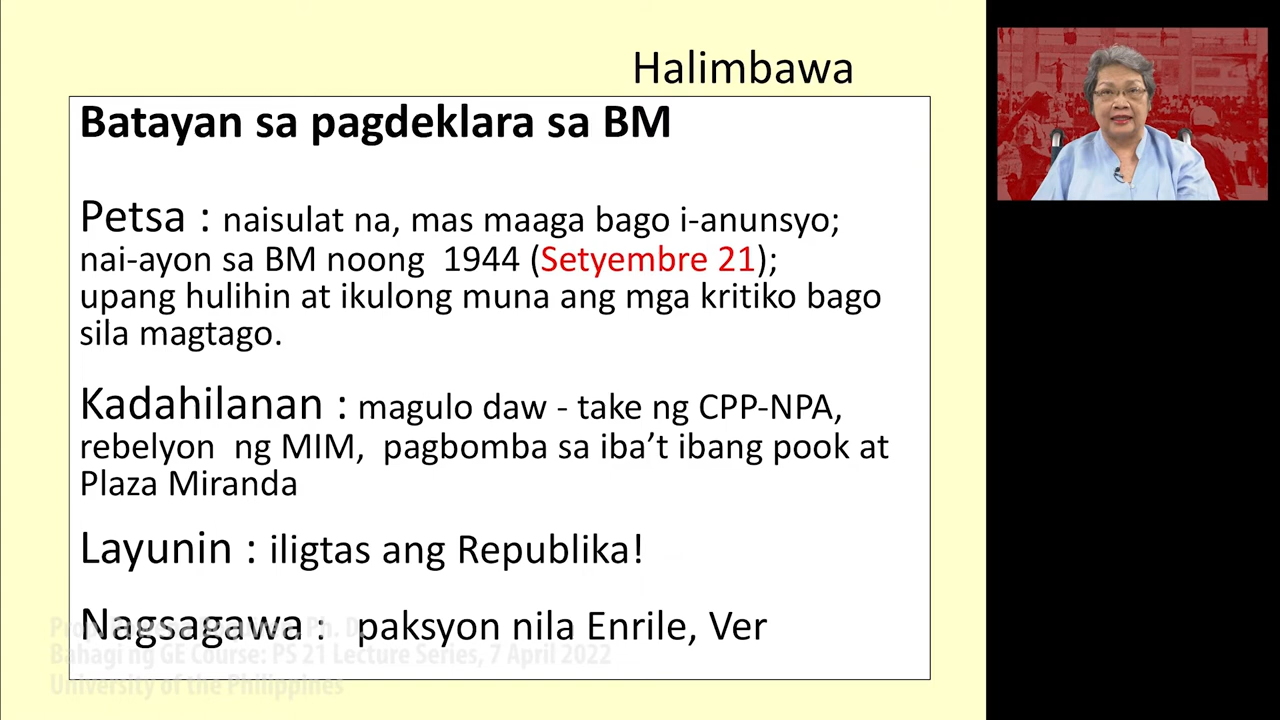 Halimbawa
Batayan sa pagdeklara sa BM
Petsa : naisulat na, mas maaga bago i-anunsyo;
nai-ayon sa BM noong 1944 (Setyembre 21);
upang hulihin at ikulong muna ang mga kritiko bago
sila magtago.
Kadahilanan : magulo daw - take ng CPP-NPA,
rebelyon ng MIM, pagbomba sa iba't ibang pook at
Plaza Miranda
Layunin : iligtas ang Republika!
Nagsagawa : paksyon nila Enrile, Ver
Ph. D.
Bahagi ng GE Course: PS 21 Lecture Series, 7 April 2022
University of the Philippines